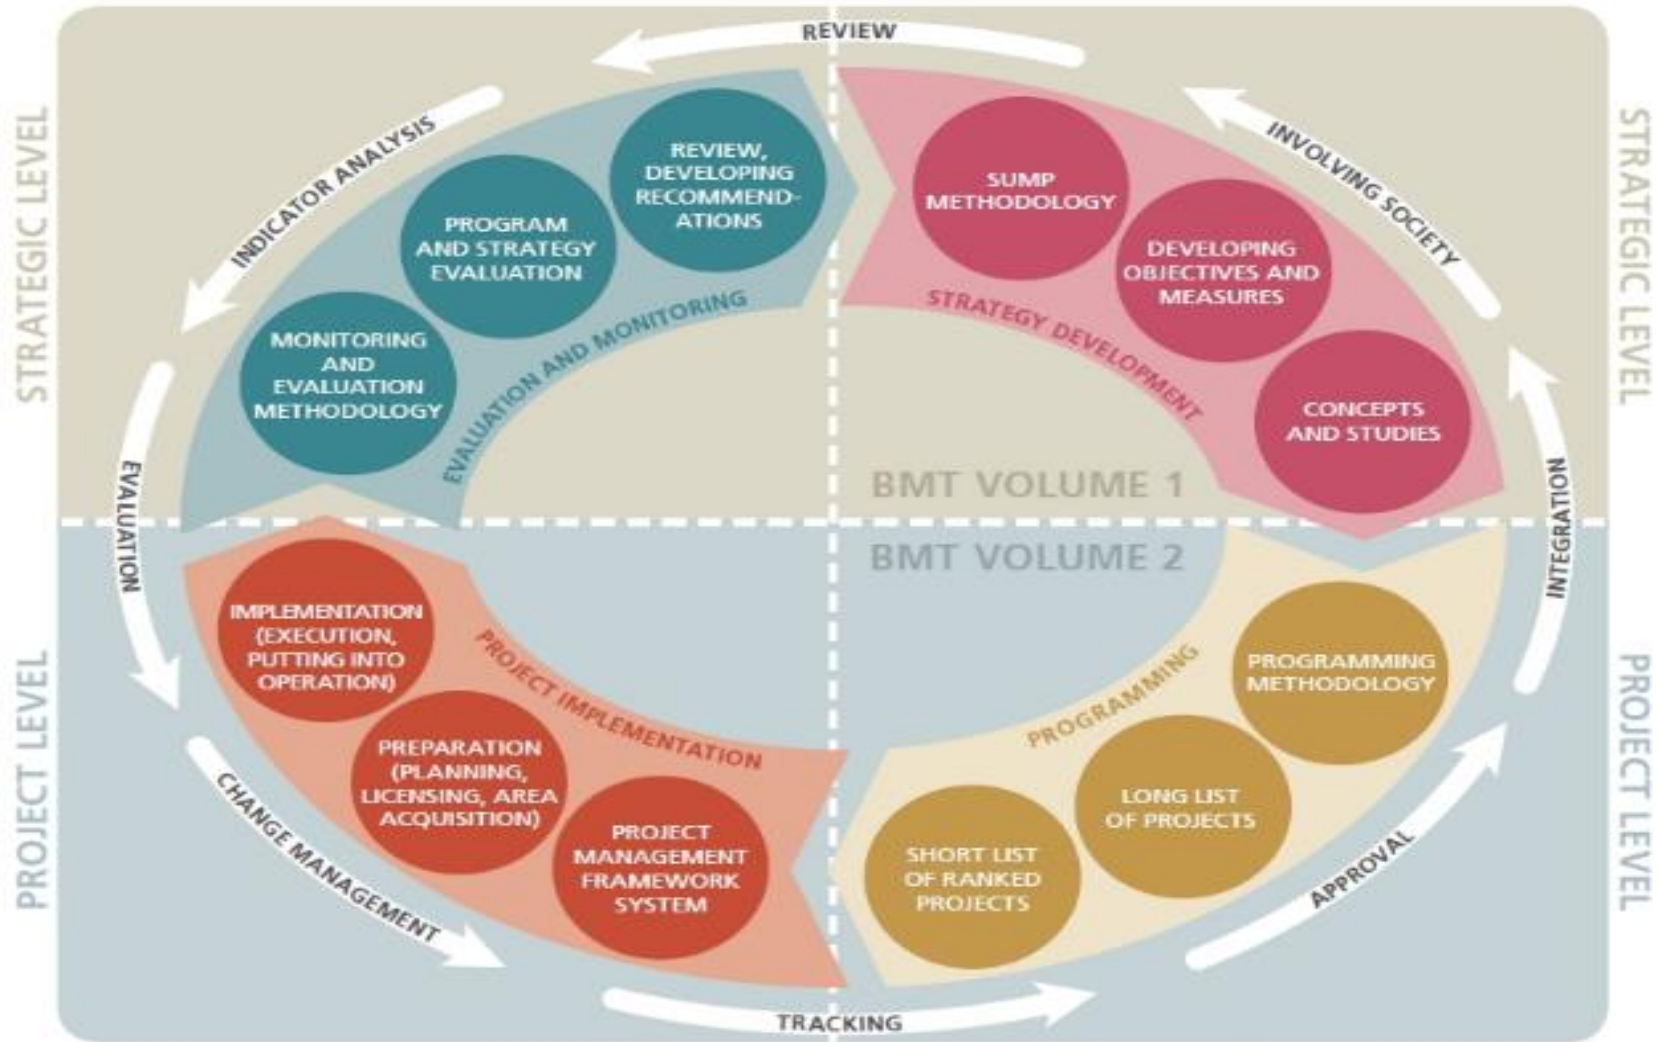 REVIEW
INDICATOR ANALYSIS
INVOLVING SOCIETY
STRATEGIC LEVEL
STRATEGIC LEVEL
REVIEW,
DEVELOPING
RECOMMEND-
ATIONS
PROGRAM
AND STRATEGY
EVALUATION
MONITORING
AND
EVALUATION
METHODOLOGY
EVALUATION AND MONITORING
SUMP
METHODOLOGY
DEVELOPING
OBJECTIVES AND
MEASURES
CONCEPTS
AND STUDIES
STRATEGY DEVELOPMENT
BMT VOLUME 1
EVALUATION
INTEGRATION
BMT VOLUME 2
PROJECT LEVEL
PROJECT LEVEL
IMPLEMENTATION
(EXECUTION,
PUTTING INTO
OPERATION)
PREPARATION
(PLANNING,
LICENSING, AREA
ACQUISITION)
PROJECT
MANAGEMENT
FRAMEWORK
SYSTEM
PROJECT IMPLEMENTATION
PROGRAMMING
PROGRAMMING
METHODOLOGY
LONG LIST
OF PROJECTS
SHORT LIST
OF RANKED
PROJECTS
CHANGE MANAGEMENT
APPROVAL
TRACKING